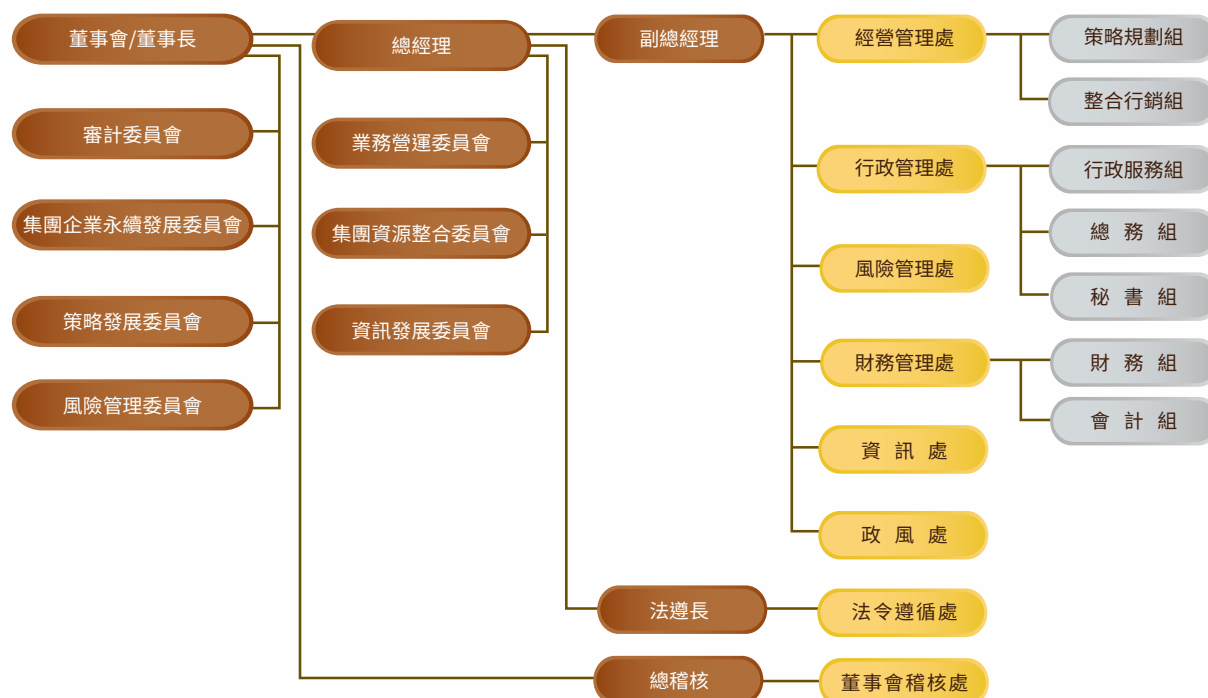 董事會/董事長
總經理
副總經理
經營管理處
策略規劃組
整合行銷組
審計委員會
業務營運委員會
行政管理處
行政服務組
集團企業永續發展委員會
集團資源整合委員會
總務組
風險管理處
秘書組
策略發展委員會
資訊發展委員會
財務管理處
財務組
風險管理委員會
會計組
資訊處
政風處
法遵長
法令遵循處
總稽核
董事會稽核處